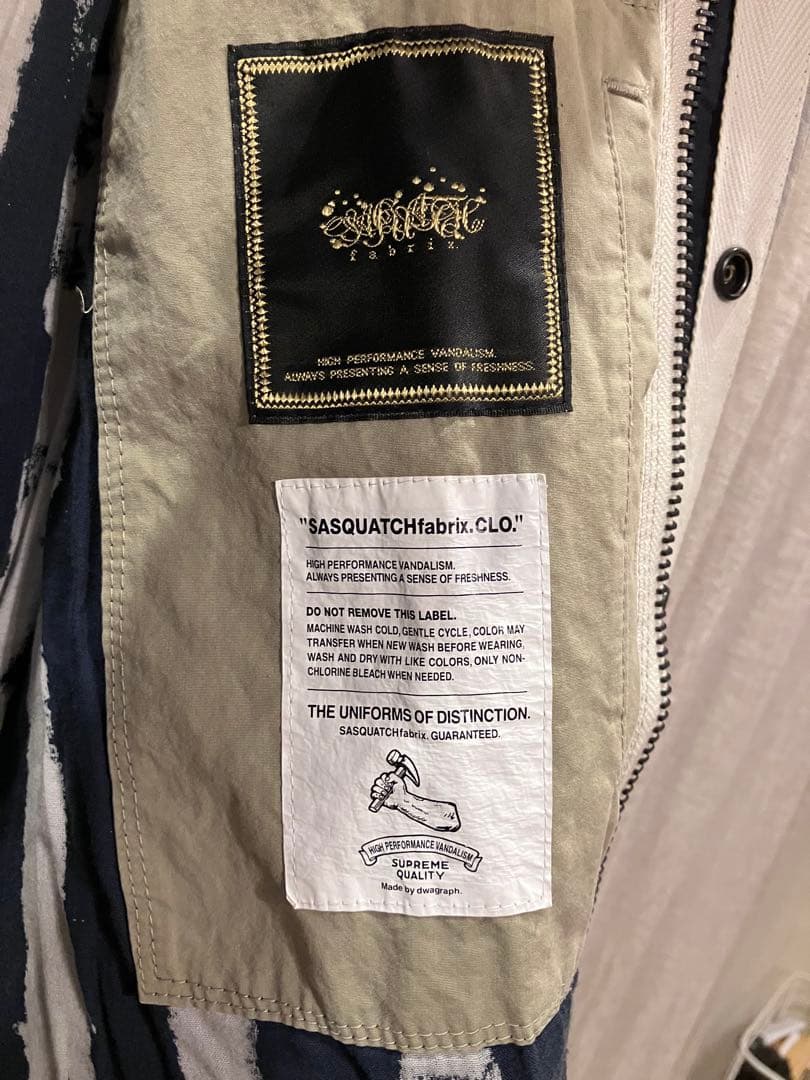 SASQUATCH
fabrix.
HIGH PERFORMANCE VANDALISM.
ALWAYS PRESENTING A SENSE OF FRESHNESS.
"SASQUATCHfabrix.CLO."
HIGH PERFORMANCE VANDALISM.
ALWAYS PRESENTING A SENSE OF FRESHNESS.
DO NOT REMOVE THIS LABEL.
MACHINE WASH COLD, GENTLE CYCLE, COLOR MAY
TRANSFER WHEN NEW WASH BEFORE WEARING,
WASH AND DRY WITH LIKE COLORS, ONLY NON-
CHLORINE BLEACH WHEN NEEDED.
THE UNIFORMS OF DISTINCTION.
SASQUATCHfabrix. GUARANTEED.
HIGH PERFORMANCE VANDALISM
SUPREME
QUALITY
Made by dwagraph.